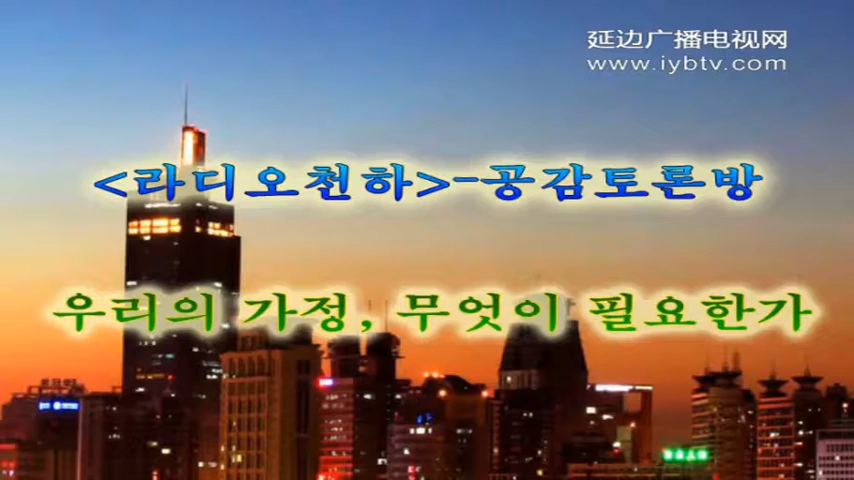 延边广播电视网
www.iybtv.com
<라디오천하>-공감토론방
우리의 가정, 무엇이 필요한가